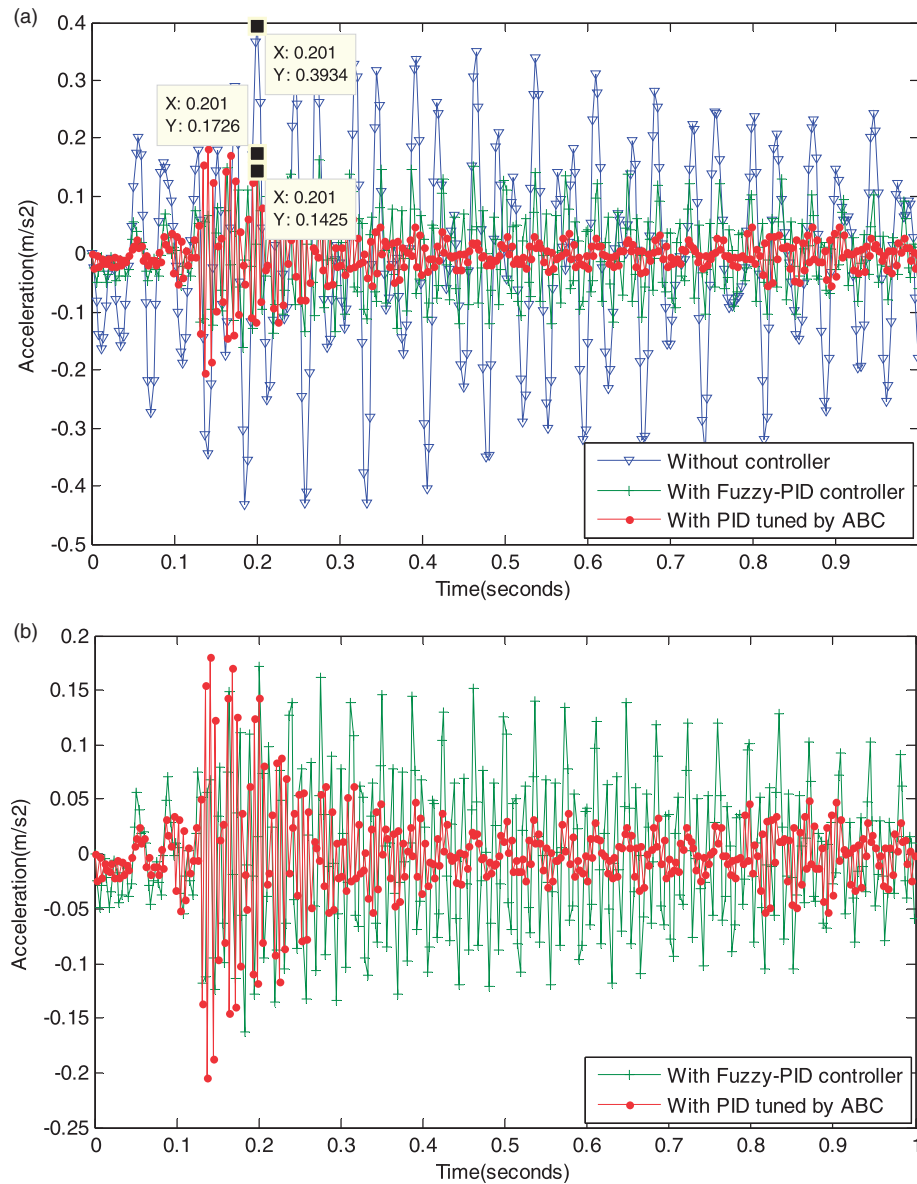 (a)
0.4
0.3
0.2
0.1
0
-0.1
-0.2
-0.3
-0.4
-0.5
Acceleration(m/s2)
X: 0.201
Y: 0.3934
X: 0.201
Y: 0.1726
X: 0.201
Y: 0.1425
Without controller
With Fuzzy-PID controller
With PID tuned by ABC
0 0.1 0.2 0.3 0.4 0.5 0.6 0.7 0.8 0.9
Time(seconds)
(b)
0.2
0.15
0.1
0.05
0
-0.05
-0.1
-0.15
-0.2
-0.25
Acceleration(m/s2)
With Fuzzy-PID controller
With PID tuned by ABC
0 0.1 0.2 0.3 0.4 0.5 0.6 0.7 0.8 0.9 1
Time(seconds)